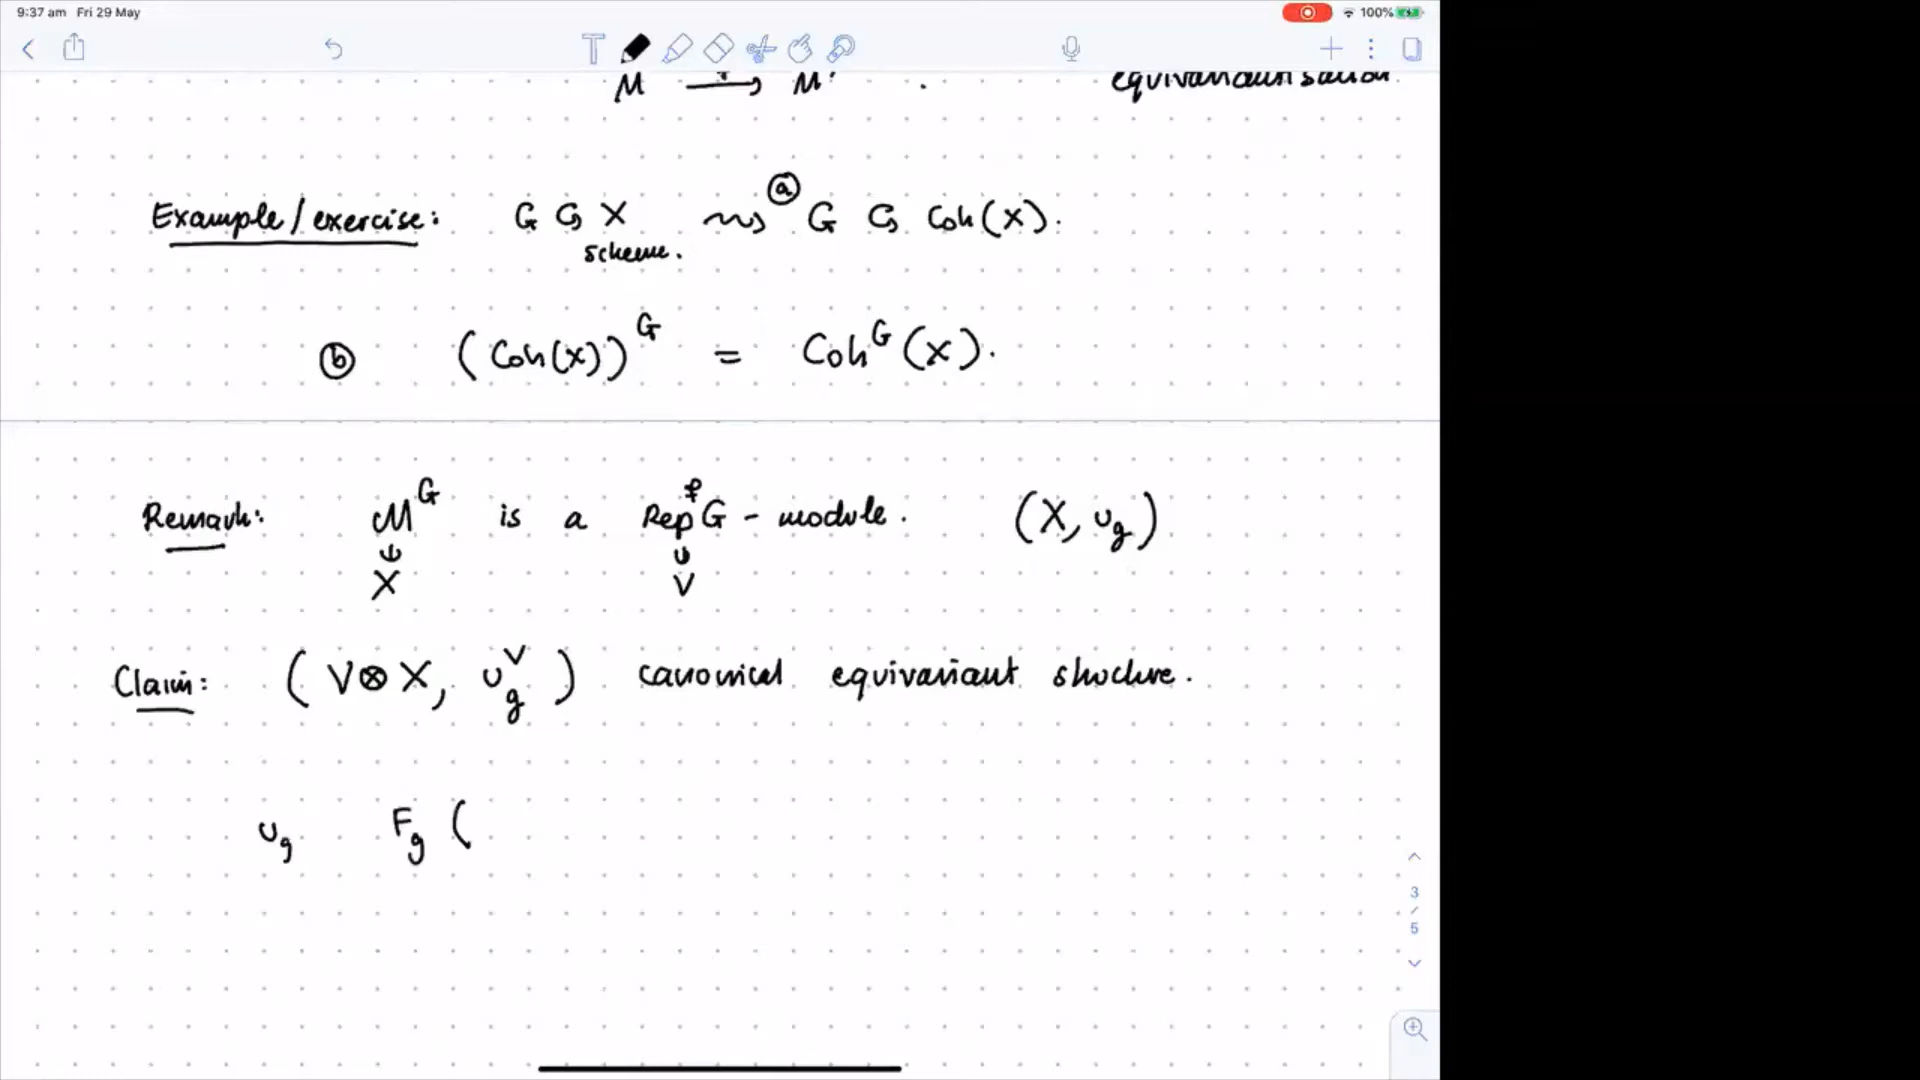 9:37 am Fri 29 May
100%
M → M'.
equivariantisation.
Example/exercise: G ↺ X ⇝ ⓐ G ↺ Coh(X).
scheme.
ⓑ (Coh(X))^G = Coh^G(X).
Remark: M^G is a Rep^f G - module. (X, u_g)
X V
Claim: (V⊗X, u_g^V) canonical equivariant structure.
u_g F_g (
3
/
5